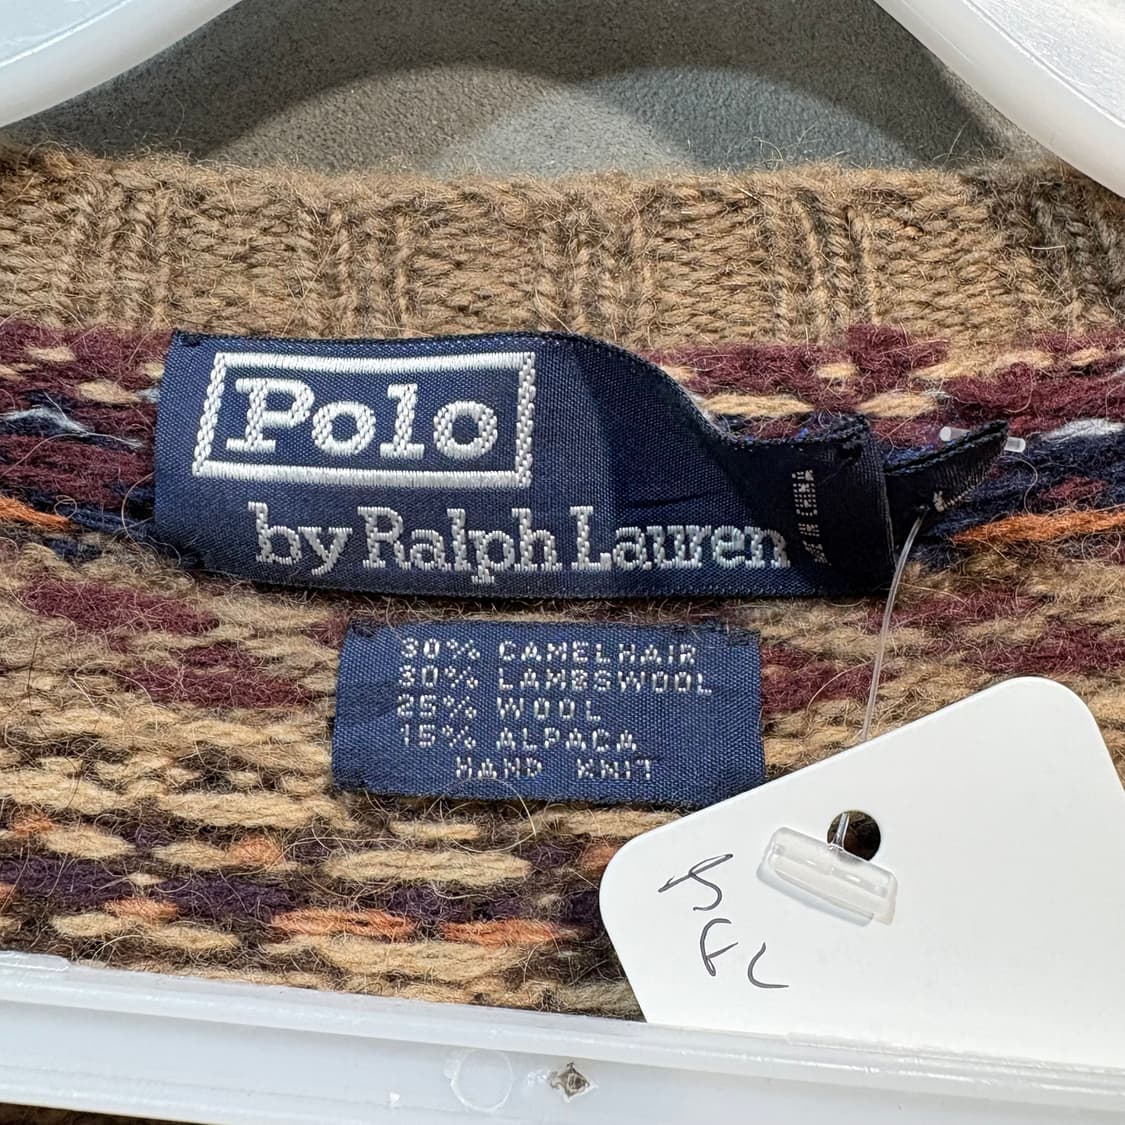 Polo
by Ralph Lauren
30% CAMELHAIR
30% LAMBSWOOL
25% WOOL
15% ALPACA
HAND KNIT